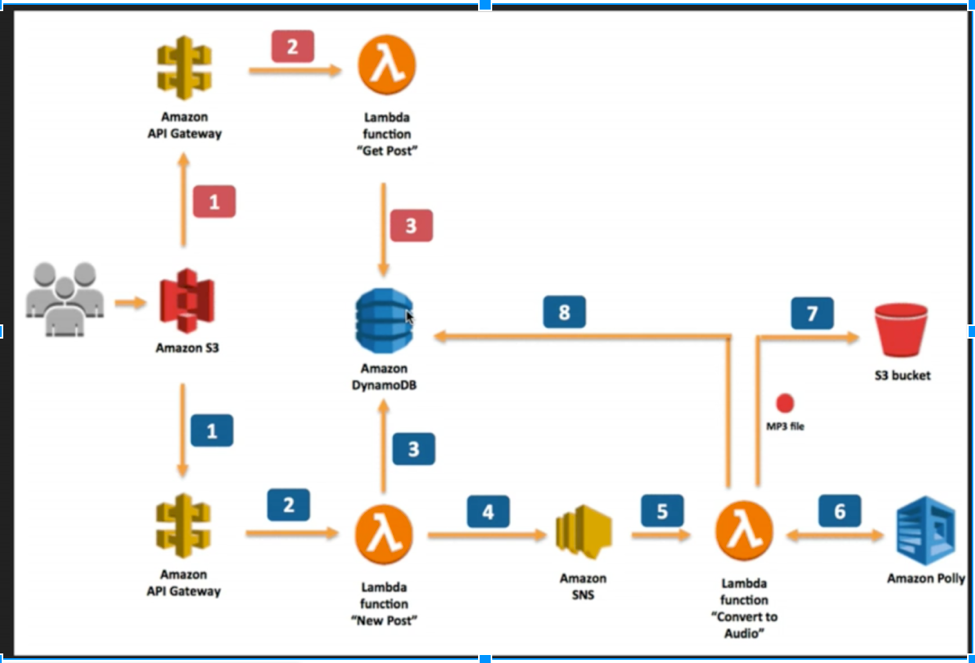 2
Amazon
API Gateway
Lambda
function
“Get Post”
1
3
Amazon S3
8
7
Amazon
DynamoDB
S3 bucket
MP3 file
1
3
2
4
5
6
Amazon
API Gateway
Lambda
function
“New Post”
Amazon
SNS
Lambda
function
“Convert to
Audio”
Amazon Polly